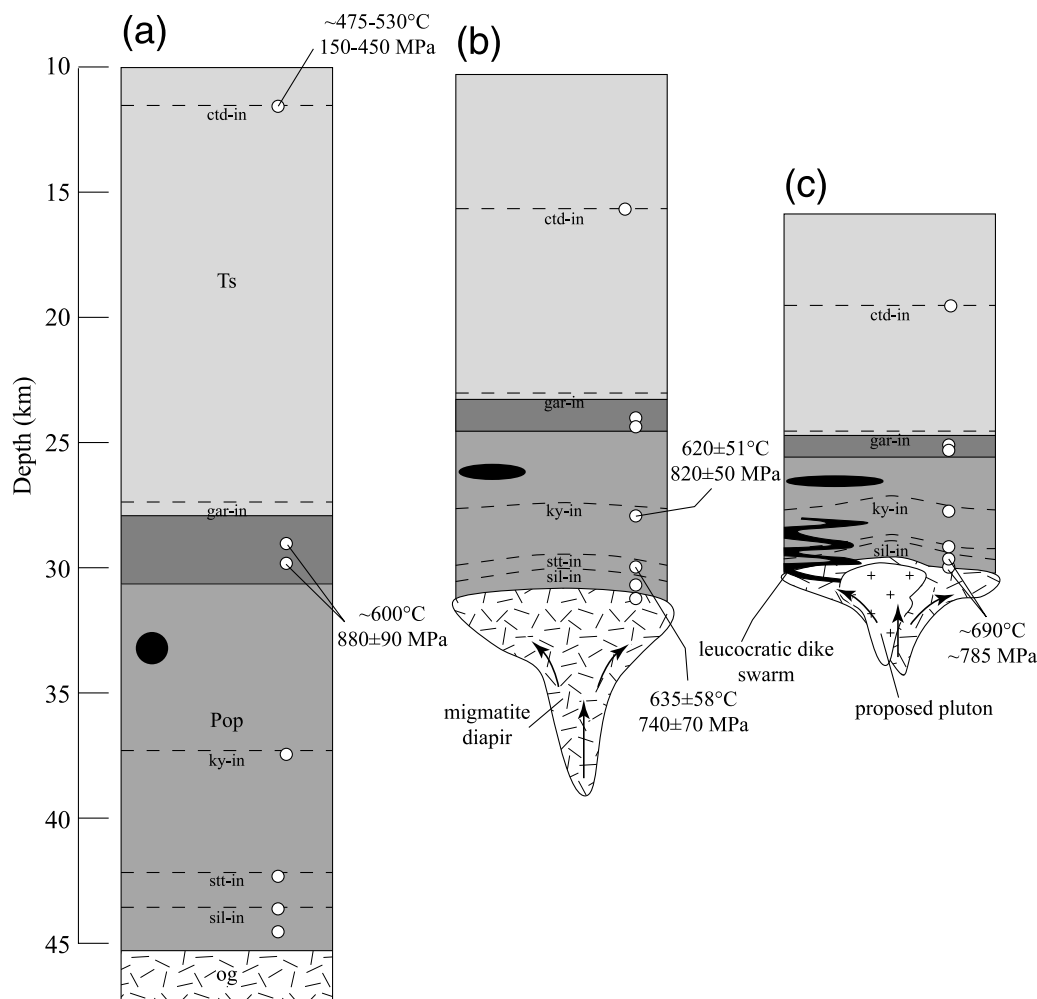 (a)
~475-530°C
150-450 MPa
(b)
(c)
Depth (km)
10
15
20
25
30
35
40
45
ctd-in
Ts
gar-in
~600°C
880±90 MPa
Pop
ky-in
stt-in
sil-in
og
ctd-in
gar-in
620±51°C
820±50 MPa
ky-in
stt-in
sil-in
migmatite
diapir
635±58°C
740±70 MPa
ctd-in
gar-in
ky-in
sil-in
leucocratic dike
swarm
~690°C
~785 MPa
proposed pluton